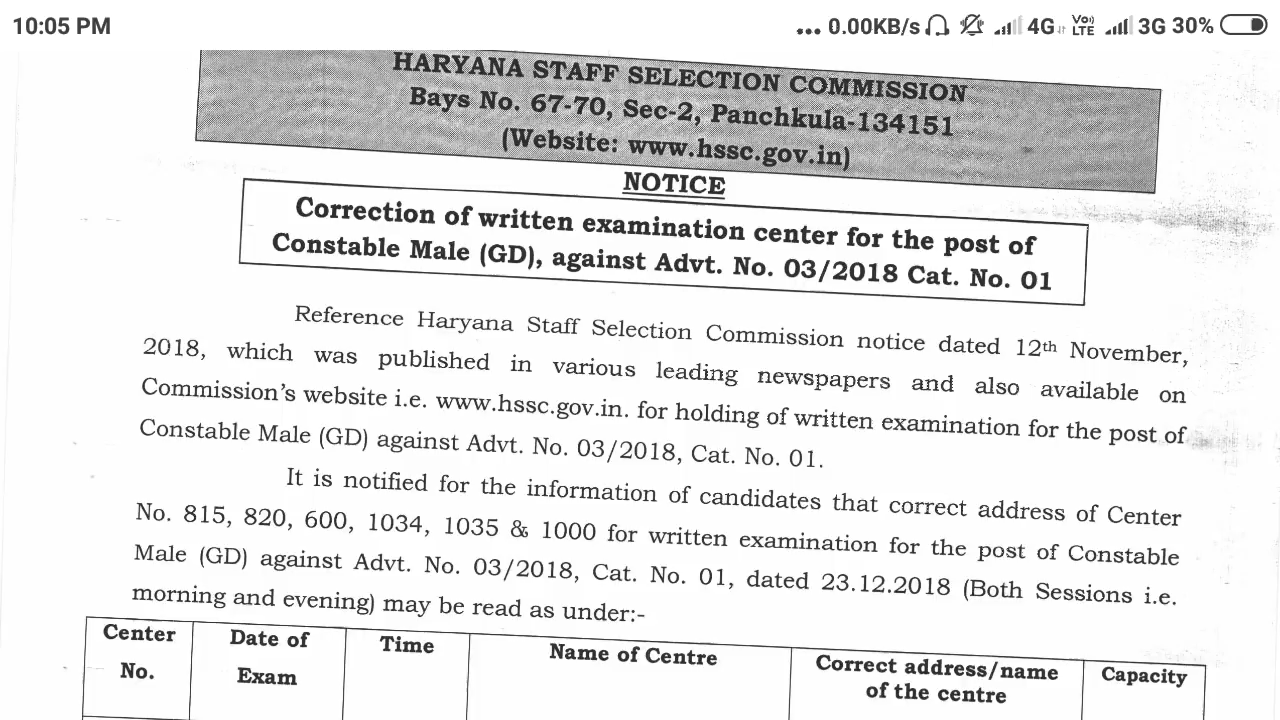 10:05 PM
... 0.00KB/s 4G VoLTE 3G 30%
HARYANA STAFF SELECTION COMMISSION
Bays No. 67-70, Sec-2, Panchkula-134151
(Website: www.hssc.gov.in)
NOTICE
Correction of written examination center for the post of
Constable Male (GD), against Advt. No. 03/2018 Cat. No. 01
Reference Haryana Staff Selection Commission notice dated 12th November,
2018, which was published in various leading newspapers and also available on
Commission's website i.e. www.hssc.gov.in. for holding of written examination for the post of
Constable Male (GD) against Advt. No. 03/2018, Cat. No. 01.
It is notified for the information of candidates that correct address of Center
No. 815, 820, 600, 1034, 1035 & 1000 for written examination for the post of Constable
Male (GD) against Advt. No. 03/2018, Cat. No. 01, dated 23.12.2018 (Both Sessions i.e.
morning and evening) may be read as under:-
Center No.
Date of Exam
Time
Name of Centre
Correct address/name of the centre
Capacity